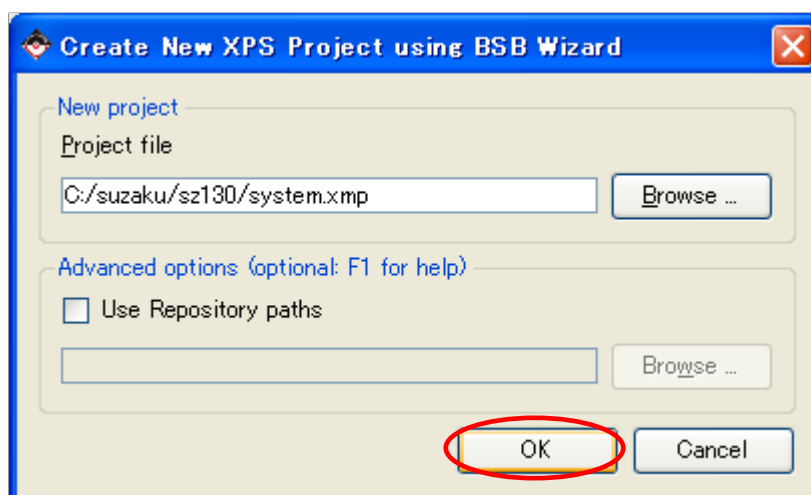 Create New XPS Project using BSB Wizard
New project
Project file
C:/suzaku/sz130/system.xmp
Browse ...
Advanced options (optional: F1 for help)
Use Repository paths
Browse ...
OK
Cancel